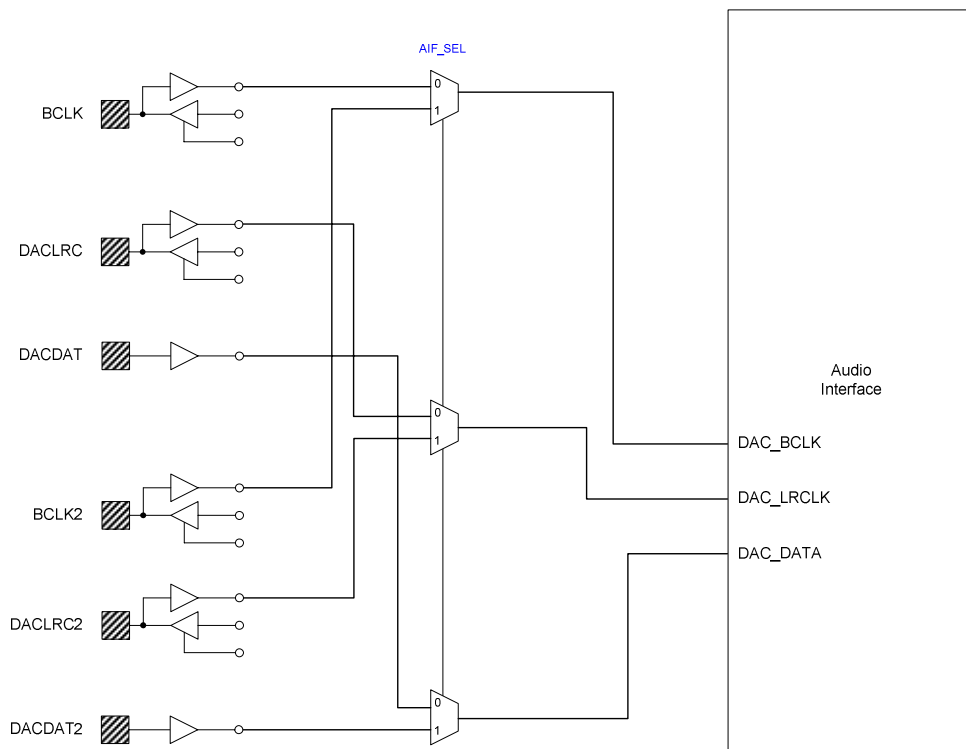 AIF_SEL
BCLK
0
1
DACLRC
DACDAT
Audio
Interface
0
1
DAC_BCLK
DAC_LRCLK
BCLK2
DAC_DATA
DACLRC2
0
1
DACDAT2